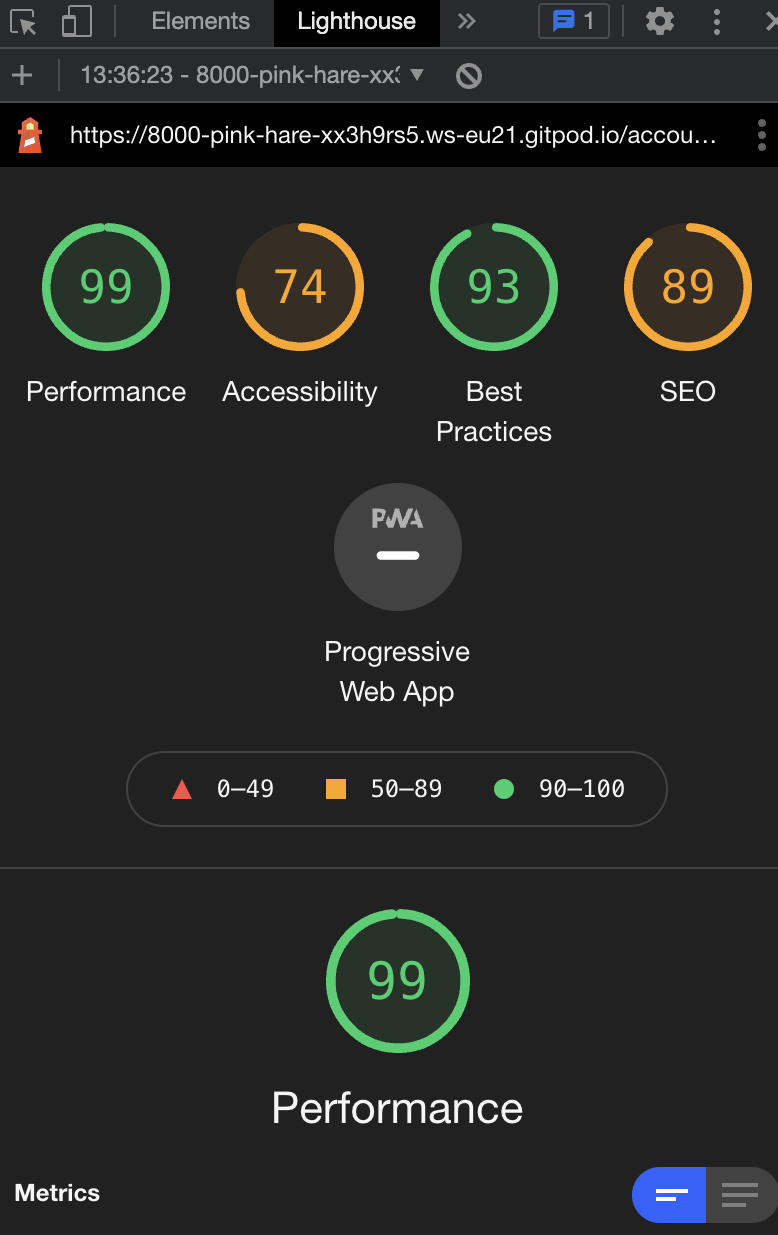 Elements
Lighthouse
1
13:36:23 - 8000-pink-hare-xx3
https://8000-pink-hare-xx3h9rs5.ws-eu21.gitpod.io/accou…
99
74
93
89
Performance
Accessibility
Best
Practices
SEO
PWA
Progressive
Web App
0–49
50–89
90–100
99
Performance
Metrics